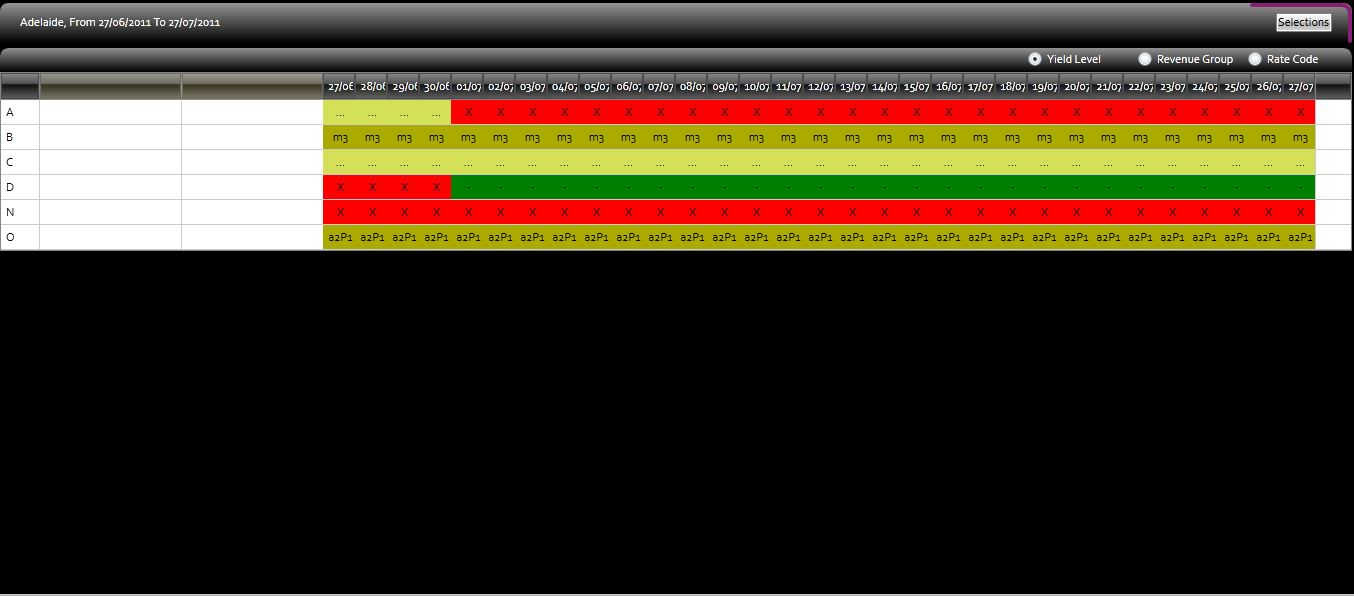 Adelaide, From 27/06/2011 To 27/07/2011
Selections
Yield Level Revenue Group Rate Code
27/06 28/06 29/06 30/06 01/07 02/07 03/07 04/07 05/07 06/07 07/07 08/07 09/07 10/07 11/07 12/07 13/07 14/07 15/07 16/07 17/07 18/07 19/07 20/07 21/07 22/07 23/07 24/07 25/07 26/07 27/07
A ... ... ... ... X X X X X X X X X X X X X X X X X X X X X X X X X X X
B m3 m3 m3 m3 m3 m3 m3 m3 m3 m3 m3 m3 m3 m3 m3 m3 m3 m3 m3 m3 m3 m3 m3 m3 m3 m3 m3 m3 m3 m3 m3
C ... ... ... ... ... ... ... ... ... ... ... ... ... ... ... ... ... ... ... ... ... ... ... ... ... ... ... ... ... ... ...
D X X X X - - - - - - - - - - - - - - - - - - - - - - - - - - -
N X X X X X X X X X X X X X X X X X X X X X X X X X X X X X X X
O a2P1 a2P1 a2P1 a2P1 a2P1 a2P1 a2P1 a2P1 a2P1 a2P1 a2P1 a2P1 a2P1 a2P1 a2P1 a2P1 a2P1 a2P1 a2P1 a2P1 a2P1 a2P1 a2P1 a2P1 a2P1 a2P1 a2P1 a2P1 a2P1 a2P1 a2P1